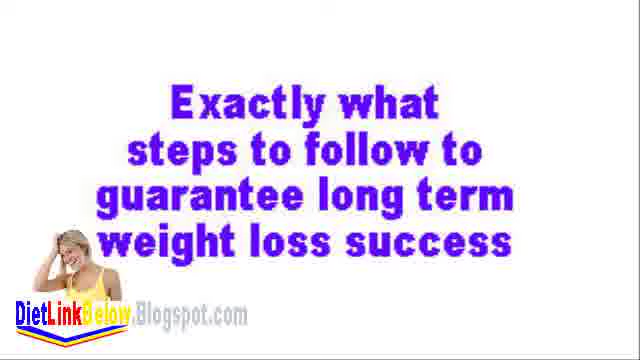 Exactly what
steps to follow to
guarantee long term
weight loss success
DietLinkBelow.Blogspot.com